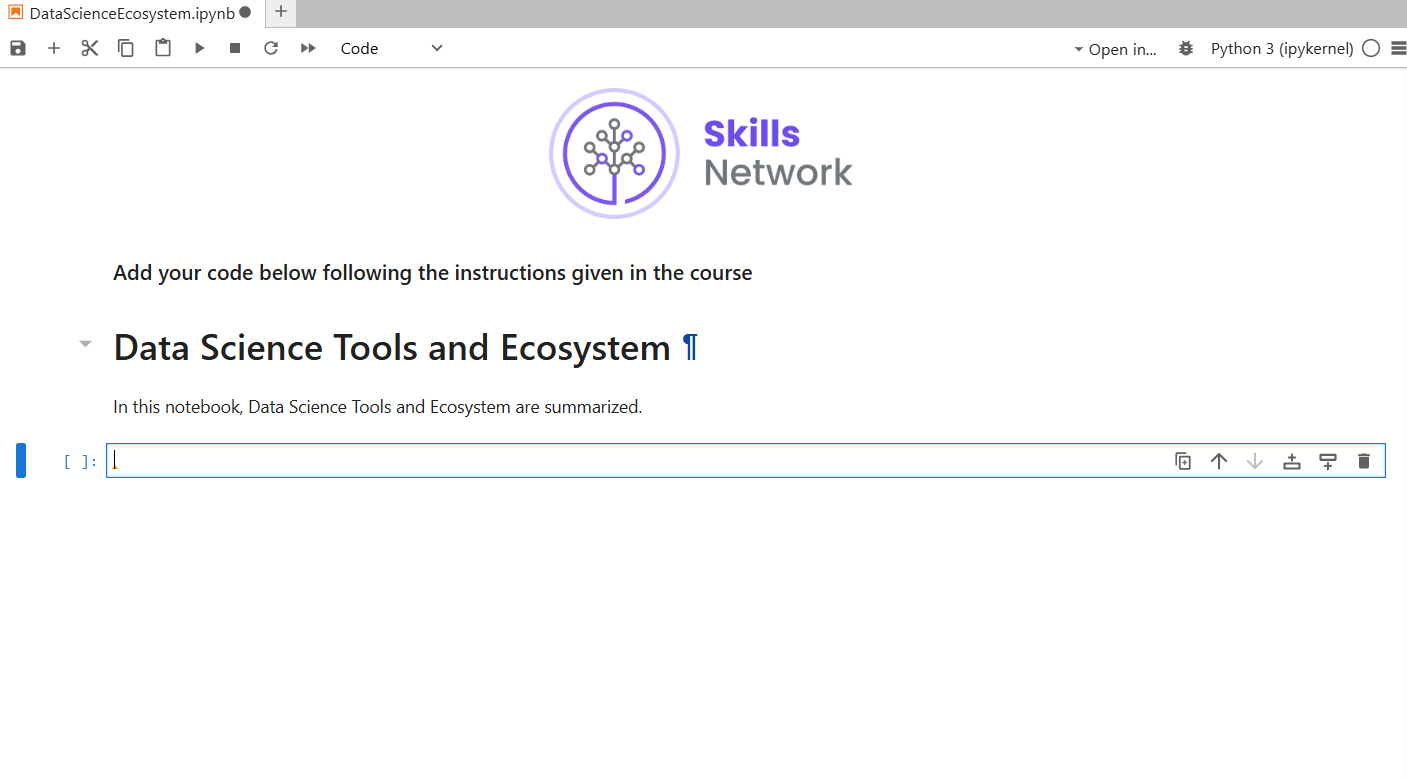 DataScienceEcosystem.ipynb
Code
Open in...
Python 3 (ipykernel)
Skills
Network
Add your code below following the instructions given in the course
Data Science Tools and Ecosystem ¶
In this notebook, Data Science Tools and Ecosystem are summarized.
[ ]: